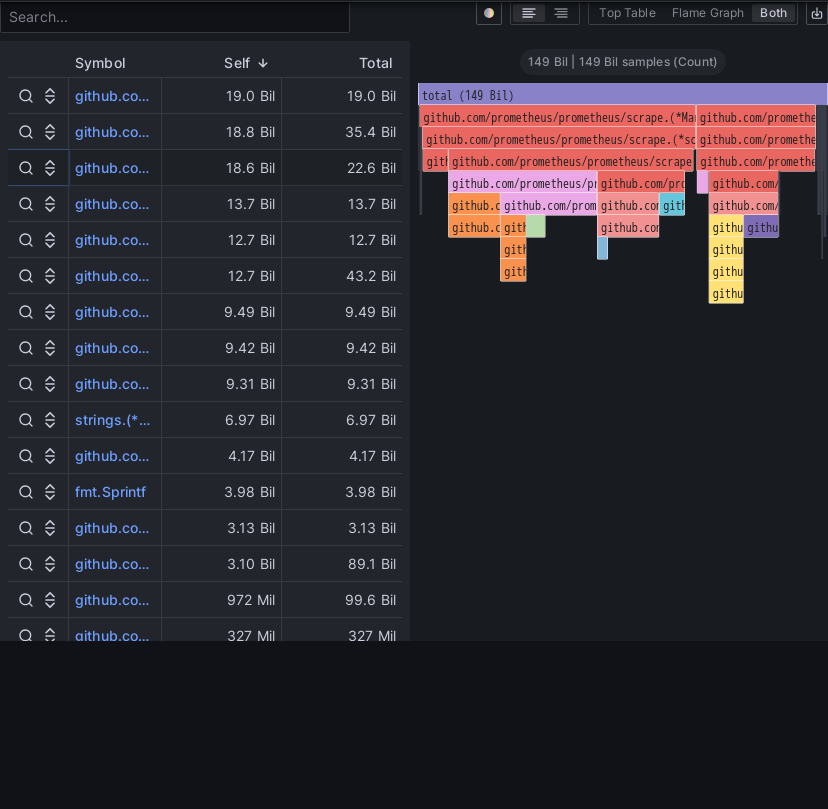 Search...
Top Table Flame Graph Both
Symbol Self Total
github.co... 19.0 Bil 19.0 Bil
github.co... 18.8 Bil 35.4 Bil
github.co... 18.6 Bil 22.6 Bil
github.co... 13.7 Bil 13.7 Bil
github.co... 12.7 Bil 12.7 Bil
github.co... 12.7 Bil 43.2 Bil
github.co... 9.49 Bil 9.49 Bil
github.co... 9.42 Bil 9.42 Bil
github.co... 9.31 Bil 9.31 Bil
strings.(*... 6.97 Bil 6.97 Bil
github.co... 4.17 Bil 4.17 Bil
fmt.Sprintf 3.98 Bil 3.98 Bil
github.co... 3.13 Bil 3.13 Bil
github.co... 3.10 Bil 89.1 Bil
github.co... 972 Mil 99.6 Bil
github.co... 327 Mil 327 Mil
149 Bil | 149 Bil samples (Count)
total (149 Bil)
github.com/prometheus/prometheus/scrape.(*Ma github.com/promethe
github.com/prometheus/prometheus/scrape.(*sc github.com/promethe
gith github.com/prometheus/prometheus/scrape github.com/promethe
github.com/prometheus/pr github.com/pro github.com/
github.c github.com/prom gith github.com/
github.c gith github.com githu githu
gith githu
gith githu
githu